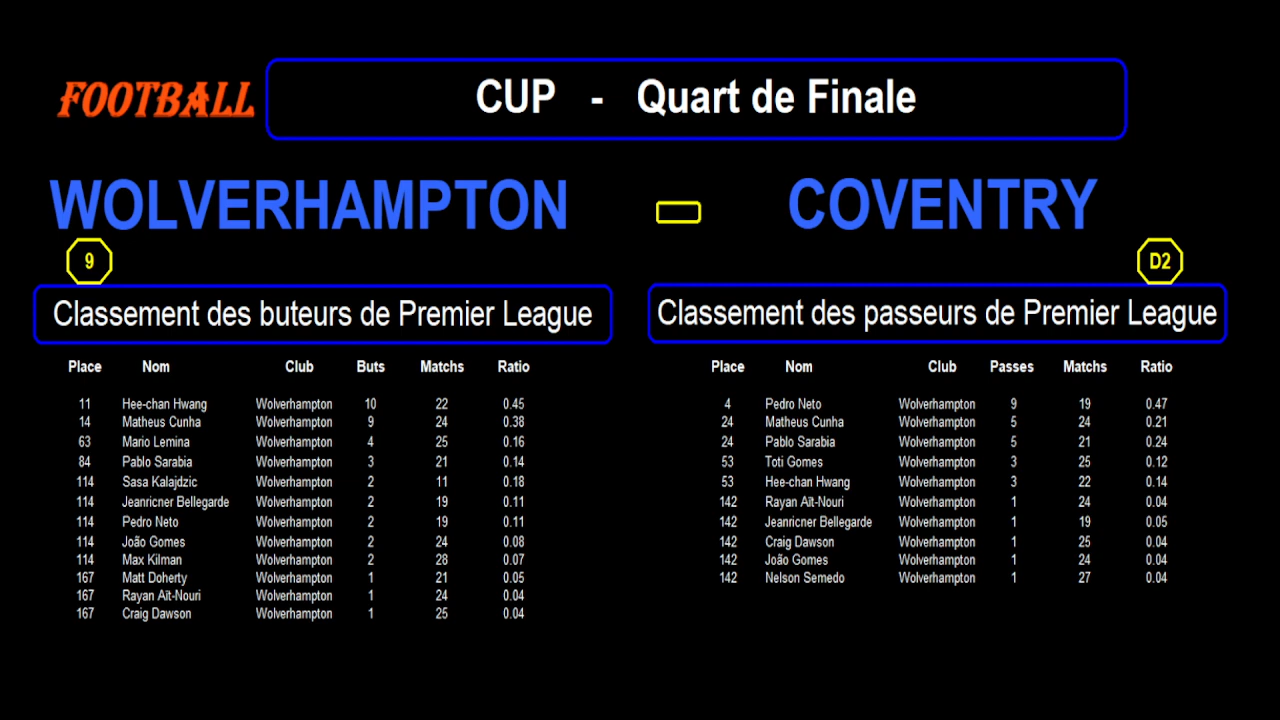 FOOTBALL
CUP - Quart de Finale
WOLVERHAMPTON - COVENTRY
9
D2
Classement des buteurs de Premier League
Place Nom Club Buts Matchs Ratio
11 Hee-chan Hwang Wolverhampton 10 22 0.45
14 Matheus Cunha Wolverhampton 9 24 0.38
63 Mario Lemina Wolverhampton 4 25 0.16
84 Pablo Sarabia Wolverhampton 3 21 0.14
114 Sasa Kalajdzic Wolverhampton 2 11 0.18
114 Jeanricner Bellegarde Wolverhampton 2 19 0.11
114 Pedro Neto Wolverhampton 2 19 0.11
114 João Gomes Wolverhampton 2 24 0.08
114 Max Kilman Wolverhampton 2 28 0.07
167 Matt Doherty Wolverhampton 1 21 0.05
167 Rayan Aït-Nouri Wolverhampton 1 24 0.04
167 Craig Dawson Wolverhampton 1 25 0.04
Classement des passeurs de Premier League
Place Nom Club Passes Matchs Ratio
4 Pedro Neto Wolverhampton 9 19 0.47
24 Matheus Cunha Wolverhampton 5 24 0.21
24 Pablo Sarabia Wolverhampton 5 21 0.24
53 Toti Gomes Wolverhampton 3 25 0.12
53 Hee-chan Hwang Wolverhampton 3 22 0.14
142 Rayan Aït-Nouri Wolverhampton 1 24 0.04
142 Jeanricner Bellegarde Wolverhampton 1 19 0.05
142 Craig Dawson Wolverhampton 1 25 0.04
142 João Gomes Wolverhampton 1 24 0.04
142 Nelson Semedo Wolverhampton 1 27 0.04